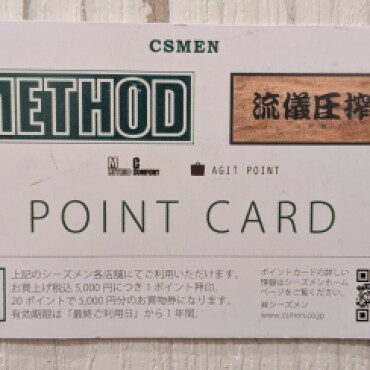 CSMEN
METHOD
流儀圧搾
AGIT POINT
POINT CARD
上記のシーズメン各店舗にてご利用いただけます。
お買上げ税込5,000円につき1ポイント押印。
20ポイントで5,000円分のお買物券になります。
有効期限は『最終ご利用日』から1年間。
ポイントカードの詳しい
情報はシーズメンホーム
ページをご覧ください。
㈱シーズメン
www.csmen.co.jp